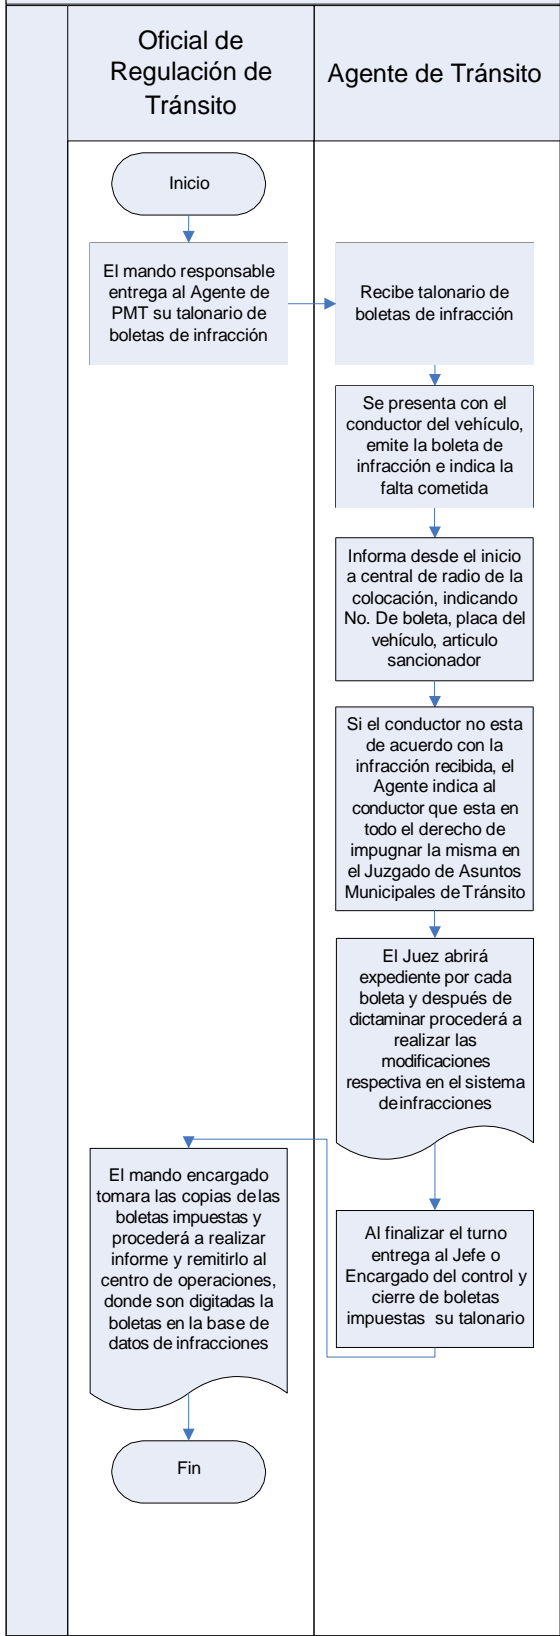 Oficial de
Regulación de
Tránsito
Agente de Tránsito
Inicio
El mando responsable
entrega al Agente de
PMT su talonario de
boletas de infracción
Recibe talonario de
boletas de infracción
Se presenta con el
conductor del vehículo,
emite la boleta de
infracción e indica la
falta cometida
Informa desde el inicio
a central de radio de la
colocación, indicando
No. De boleta, placa del
vehículo, articulo
sancionador
Si el conductor no esta
de acuerdo con la
infracción recibida, el
Agente indica al
conductor que esta en
todo el derecho de
impugnar la misma en
el Juzgado de Asuntos
Municipales de Tránsito
El Juez abrirá
expediente por cada
boleta y después de
dictaminar procederá a
realizar las
modificaciones
respectiva en el sistema
de infracciones
Al finalizar el turno
entrega al Jefe o
Encargado del control y
cierre de boletas
impuestas su talonario
El mando encargado
tomara las copias de las
boletas impuestas y
procederá a realizar
informe y remitirlo al
centro de operaciones,
donde son digitadas la
boletas en la base de
datos de infracciones
Fin